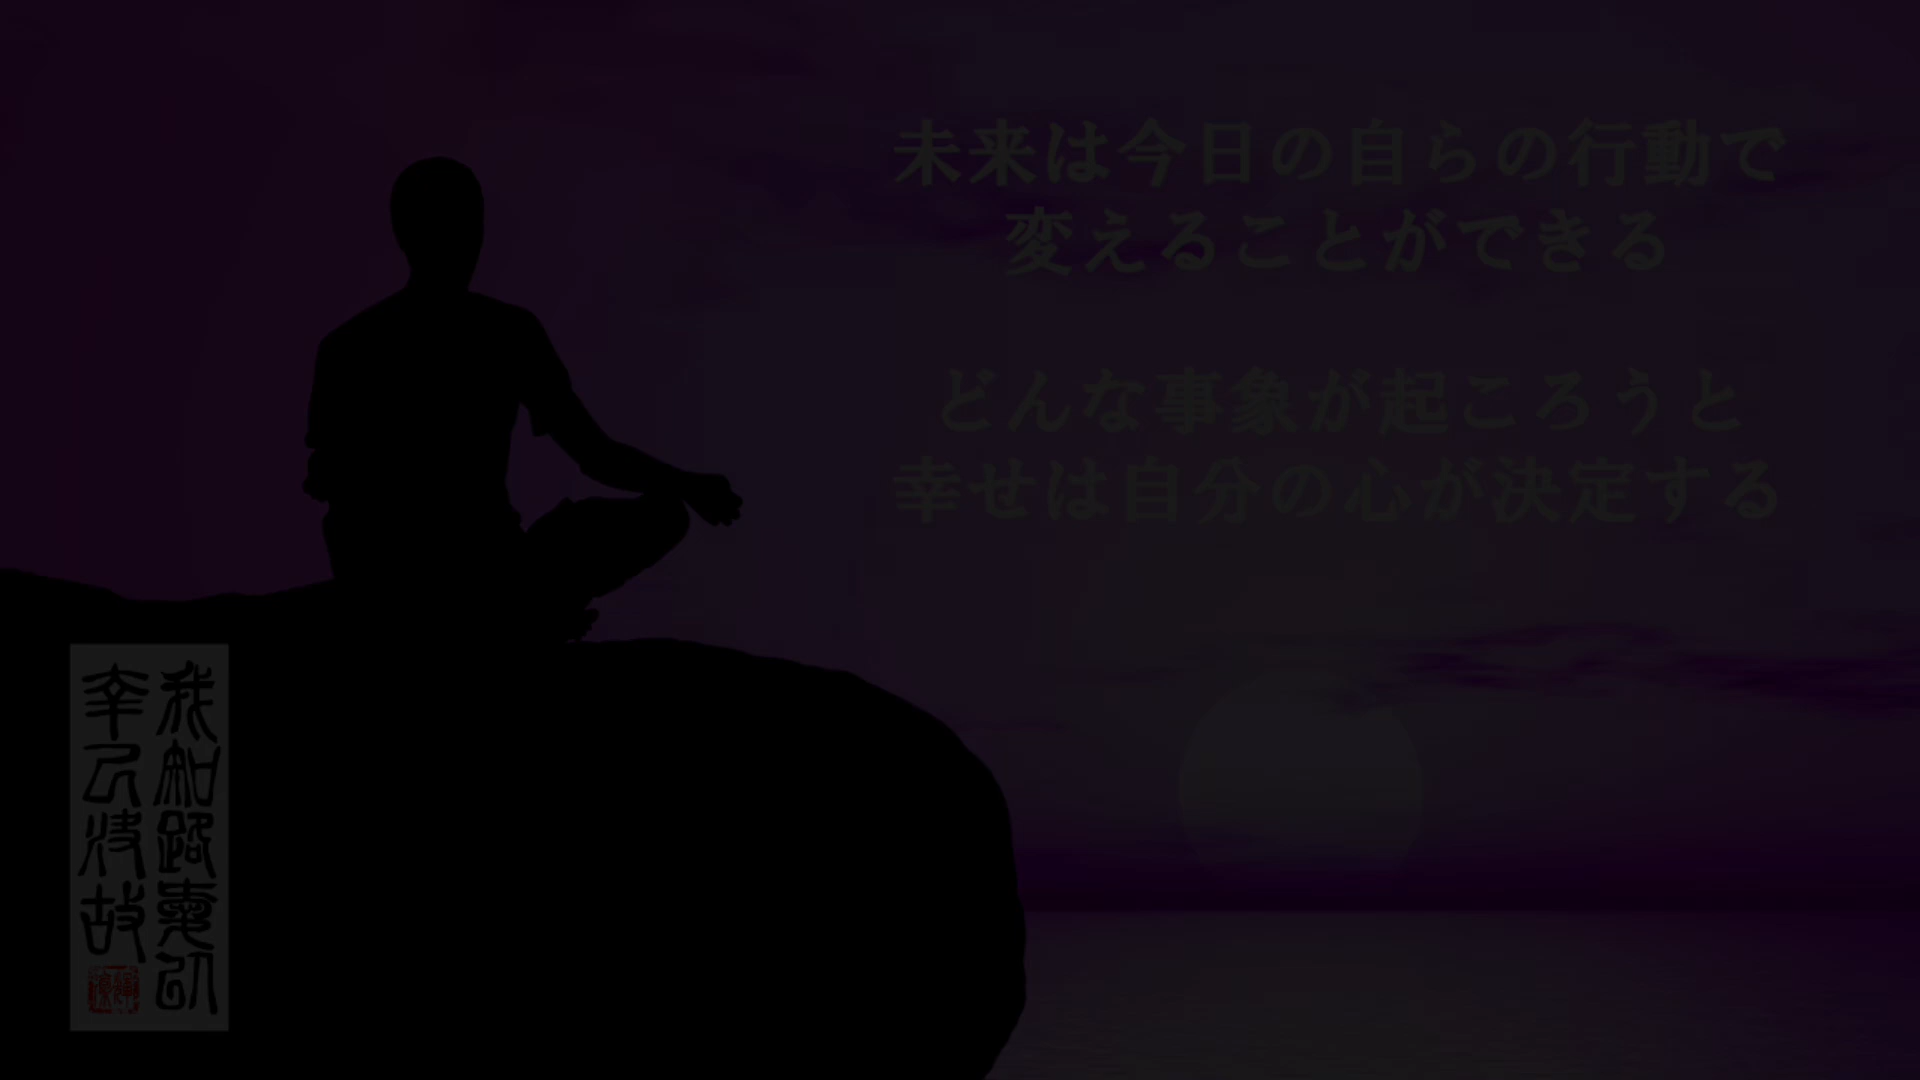 未来は今日の自らの行動で
変えることができる
どんな事象が起ころうと
幸せは自分の心が決定する